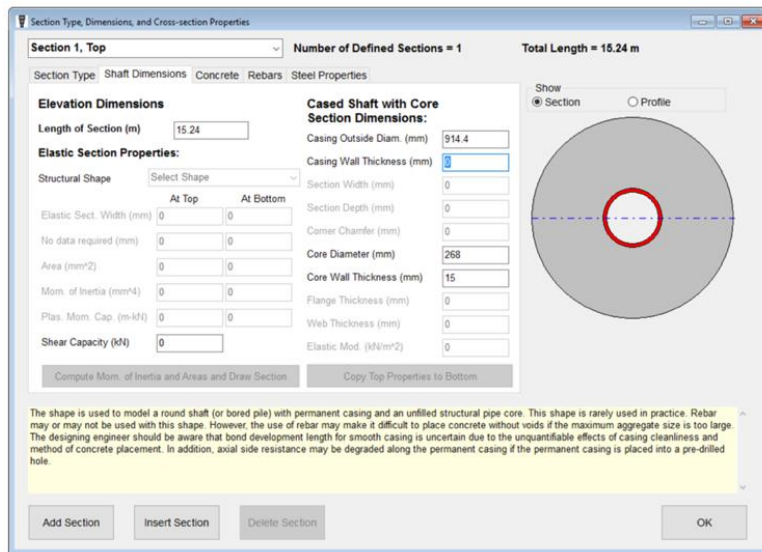 Section Type, Dimensions, and Cross-section Properties
Section 1, Top
Number of Defined Sections = 1
Total Length = 15.24 m
Section Type
Shaft Dimensions
Concrete
Rebars
Steel Properties
Elevation Dimensions
Length of Section (m)
15.24
Elastic Section Properties:
Structural Shape
Select Shape
At Top
At Bottom
Elastic Sect. Width (mm)
0
0
No data required (mm)
0
0
Area (mm^2)
0
0
Mom. of Inertia (mm^4)
0
0
Plas. Mom. Cap. (m-kN)
0
0
Shear Capacity (kN)
0
Compute Mom. of Inertia and Areas and Draw Section
Cased Shaft with Core
Section Dimensions:
Casing Outside Diam. (mm)
914.4
Casing Wall Thickness (mm)
0
Section Width (mm)
0
Section Depth (mm)
0
Corner Chamfer (mm)
0
Core Diameter (mm)
268
Core Wall Thickness (mm)
15
Flange Thickness (mm)
0
Web Thickness (mm)
0
Elastic Mod. (kN/m^2)
0
Copy Top Properties to Bottom
Show
Section
Profile
The shape is used to model a round shaft (or bored pile) with permanent casing and an unfilled structural pipe core. This shape is rarely used in practice. Rebar
may or may not be used with this shape. However, the use of rebar may make it difficult to place concrete without voids if the maximum aggregate size is too large.
The designing engineer should be aware that bond development length for smooth casing is uncertain due to the unquantifiable effects of casing cleanliness and
method of concrete placement. In addition, axial side resistance may be degraded along the permanent casing if the permanent casing is placed into a pre-drilled
hole.
Add Section
Insert Section
Delete Section
OK